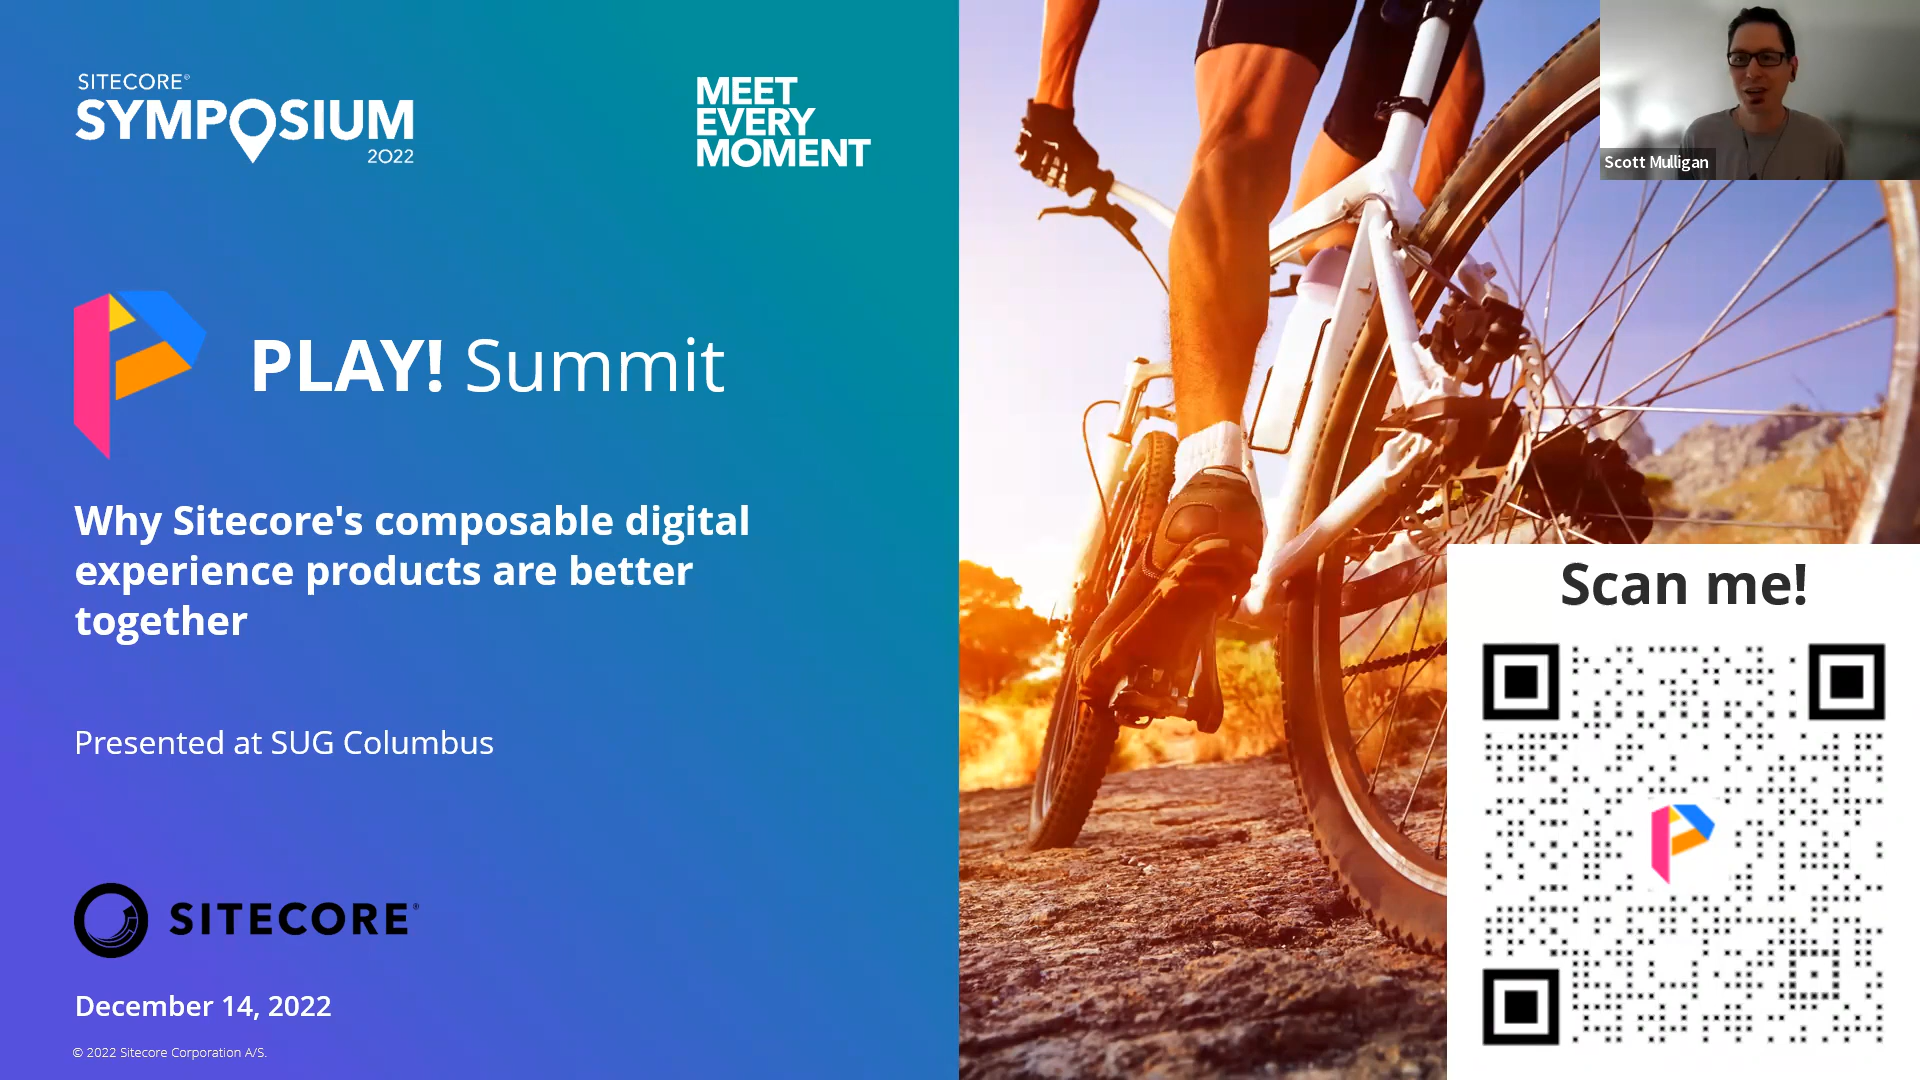 SITECORE®
SYMPOSIUM
2022
MEET
EVERY
MOMENT
Scott Mulligan
PLAY! Summit
Why Sitecore's composable digital
experience products are better
together
Presented at SUG Columbus
Scan me!
SITECORE®
December 14, 2022
© 2022 Sitecore Corporation A/S.